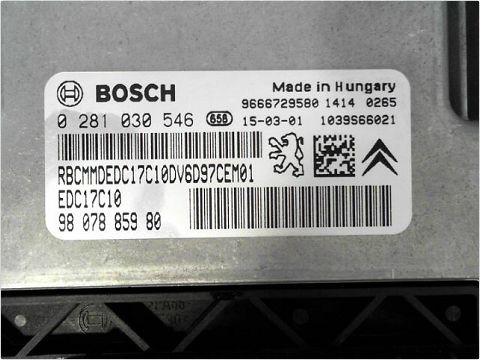 BOSCH
Made in Hungary
9666729580 1414 0265
0 281 030 546 658 15-03-01 1039S66021
RBCMMDEDC17C10DV6D97CEM01
EDC17C10
98 078 859 80